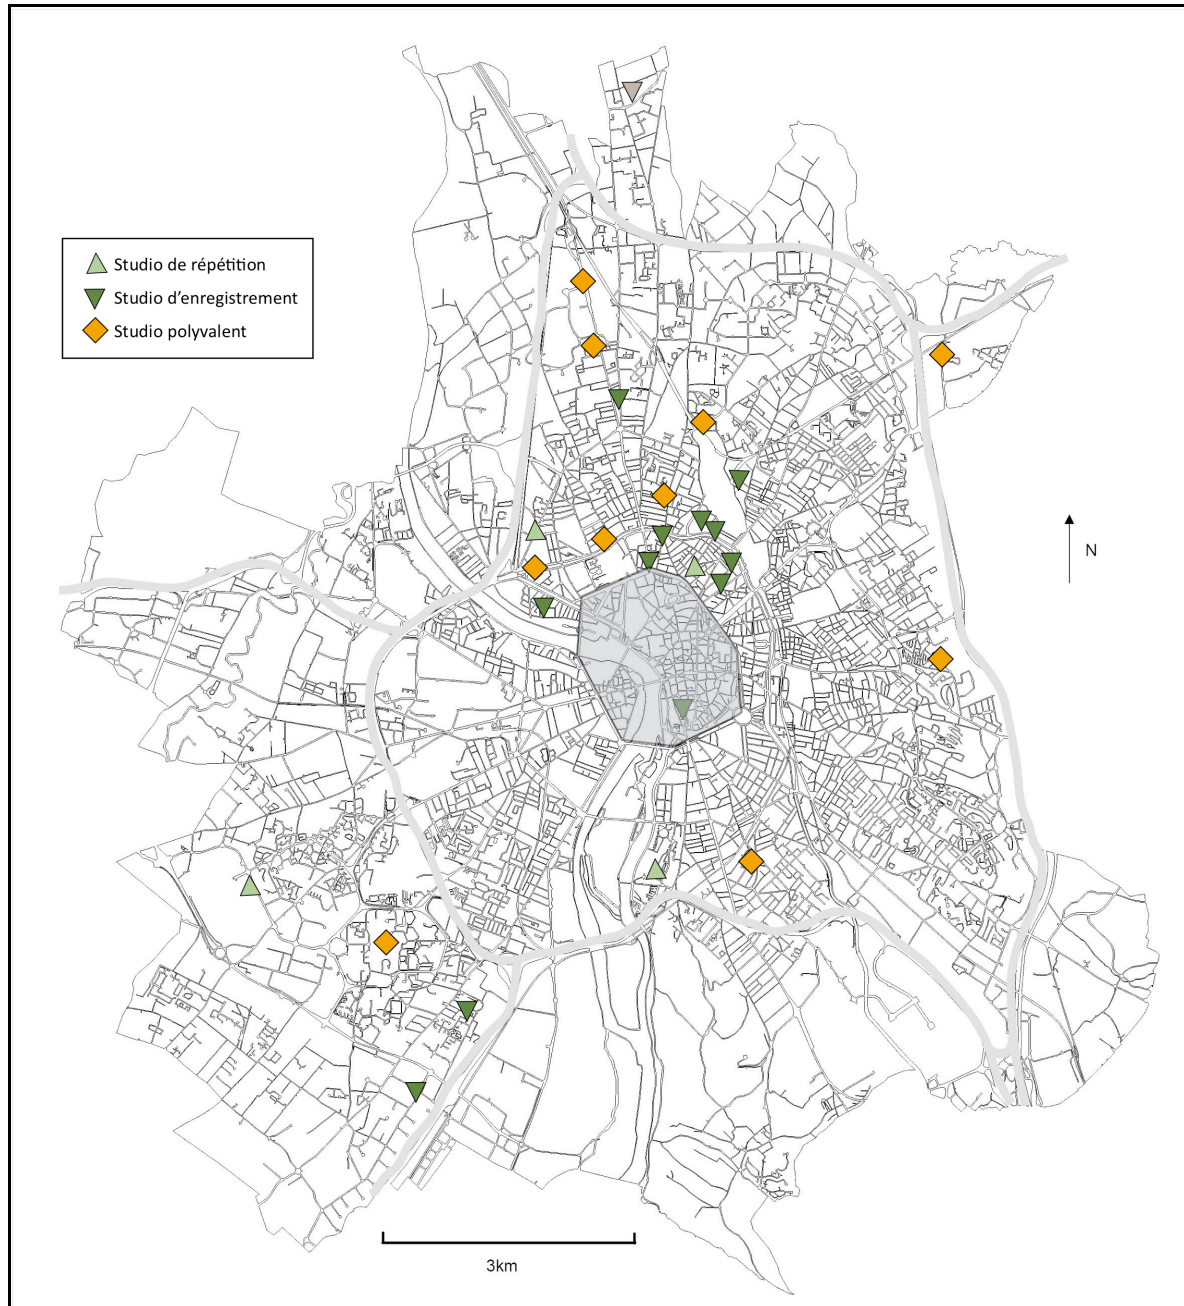 Studio de répétition
Studio d'enregistrement
Studio polyvalent
N
3km